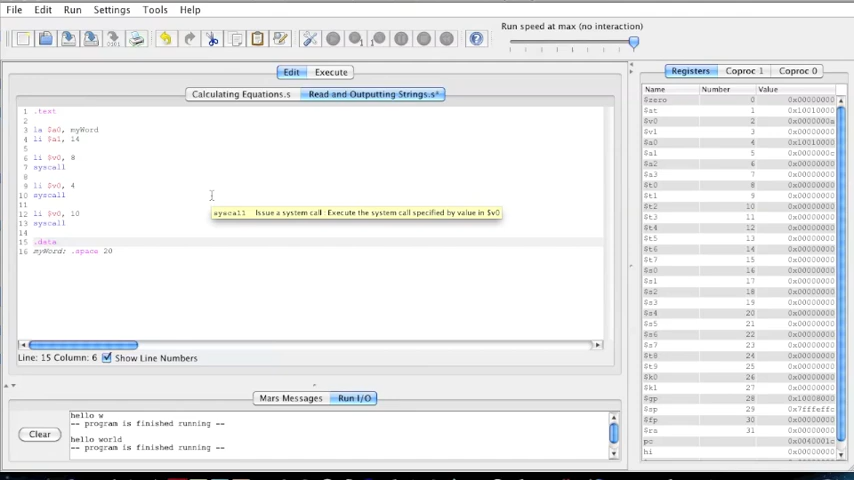 File Edit Run Settings Tools Help
Run speed at max (no interaction)
Edit Execute
Calculating Equations.s Read and Outputting Strings.s*
1 .text
2
3 la $a0, myWord
4 li $a1, 14
5
6 li $v0, 8
7 syscall
8
9 li $v0, 4
10 syscall
11
12 li $v0, 10
13 syscall
14
15 .data
16 myWord: .space 20
syscall Issue a system call : Execute the system call specified by value in $v0
Line: 15 Column: 6 Show Line Numbers
Mars Messages Run I/O
Clear
hello w
-- program is finished running --
hello world
-- program is finished running --
Registers Coproc 1 Coproc 0
Name Number Value
$zero 0 0x00000000
$at 1 0x10010000
$v0 2 0x0000000a
$v1 3 0x00000000
$a0 4 0x10010000
$a1 5 0x0000000c
$a2 6 0x00000000
$a3 7 0x00000000
$t0 8 0x00000000
$t1 9 0x00000000
$t2 10 0x00000000
$t3 11 0x00000000
$t4 12 0x00000000
$t5 13 0x00000000
$t6 14 0x00000000
$t7 15 0x00000000
$s0 16 0x00000000
$s1 17 0x00000000
$s2 18 0x00000000
$s3 19 0x00000000
$s4 20 0x00000000
$s5 21 0x00000000
$s6 22 0x00000000
$s7 23 0x00000000
$t8 24 0x00000000
$t9 25 0x00000000
$k0 26 0x00000000
$k1 27 0x00000000
$gp 28 0x10008000
$sp 29 0x7fffeffc
$fp 30 0x00000000
$ra 31 0x00000000
pc 0x0040001c
hi 0x00000000